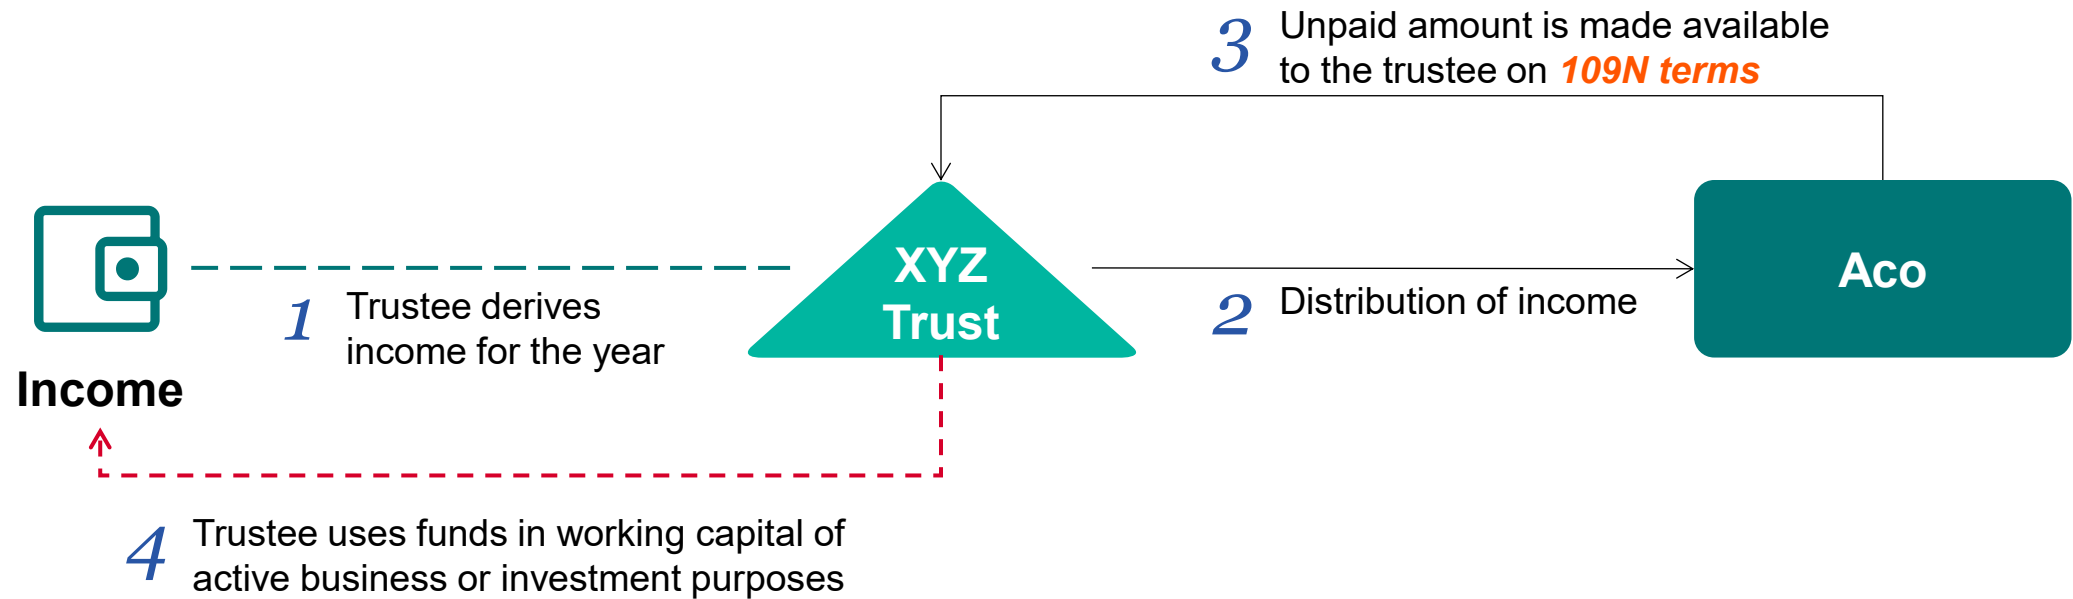 3
Unpaid amount is made available
to the trustee on 109N terms
XYZ
Trust
Aco
1
Trustee derives
income for the year
2
Distribution of income
Income
4
Trustee uses funds in working capital of
active business or investment purposes